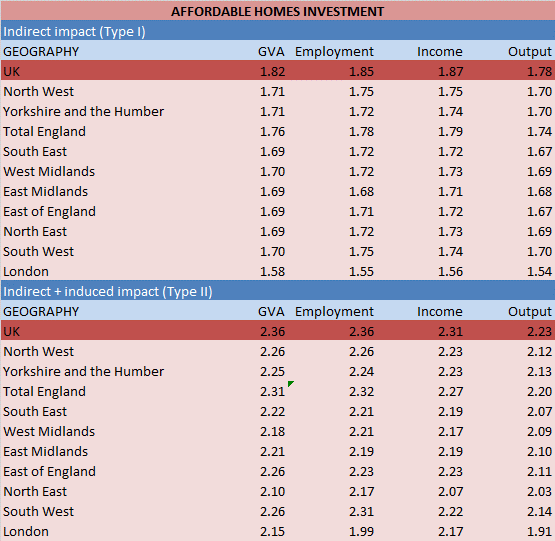 AFFORDABLE HOMES INVESTMENT
Indirect impact (Type I)
GEOGRAPHY GVA Employment Income Output
UK 1.82 1.85 1.87 1.78
North West 1.71 1.75 1.75 1.70
Yorkshire and the Humber 1.71 1.72 1.74 1.70
Total England 1.76 1.78 1.79 1.74
South East 1.69 1.72 1.72 1.67
West Midlands 1.70 1.72 1.73 1.69
East Midlands 1.69 1.68 1.71 1.68
East of England 1.69 1.71 1.72 1.67
North East 1.69 1.72 1.73 1.69
South West 1.70 1.75 1.74 1.70
London 1.58 1.55 1.56 1.54
Indirect + induced impact (Type II)
GEOGRAPHY GVA Employment Income Output
UK 2.36 2.36 2.31 2.23
North West 2.26 2.26 2.23 2.12
Yorkshire and the Humber 2.25 2.24 2.23 2.13
Total England 2.31 2.32 2.27 2.20
South East 2.22 2.21 2.19 2.07
West Midlands 2.18 2.21 2.17 2.09
East Midlands 2.21 2.19 2.19 2.10
East of England 2.26 2.23 2.23 2.11
North East 2.10 2.17 2.07 2.03
South West 2.26 2.31 2.22 2.14
London 2.15 1.99 2.17 1.91